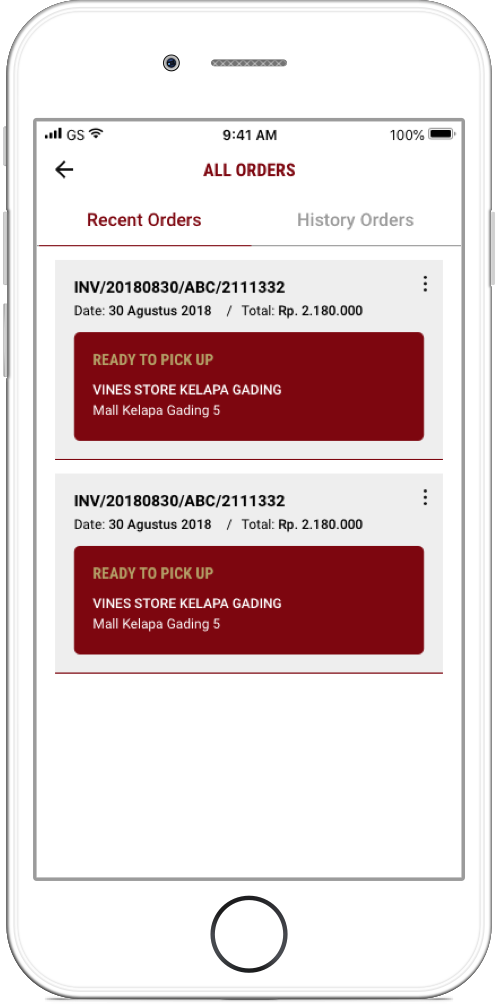 GS 9:41 AM 100%
ALL ORDERS
Recent Orders History Orders
INV/20180830/ABC/2111332
Date: 30 Agustus 2018 / Total: Rp. 2.180.000
READY TO PICK UP
VINES STORE KELAPA GADING
Mall Kelapa Gading 5
INV/20180830/ABC/2111332
Date: 30 Agustus 2018 / Total: Rp. 2.180.000
READY TO PICK UP
VINES STORE KELAPA GADING
Mall Kelapa Gading 5